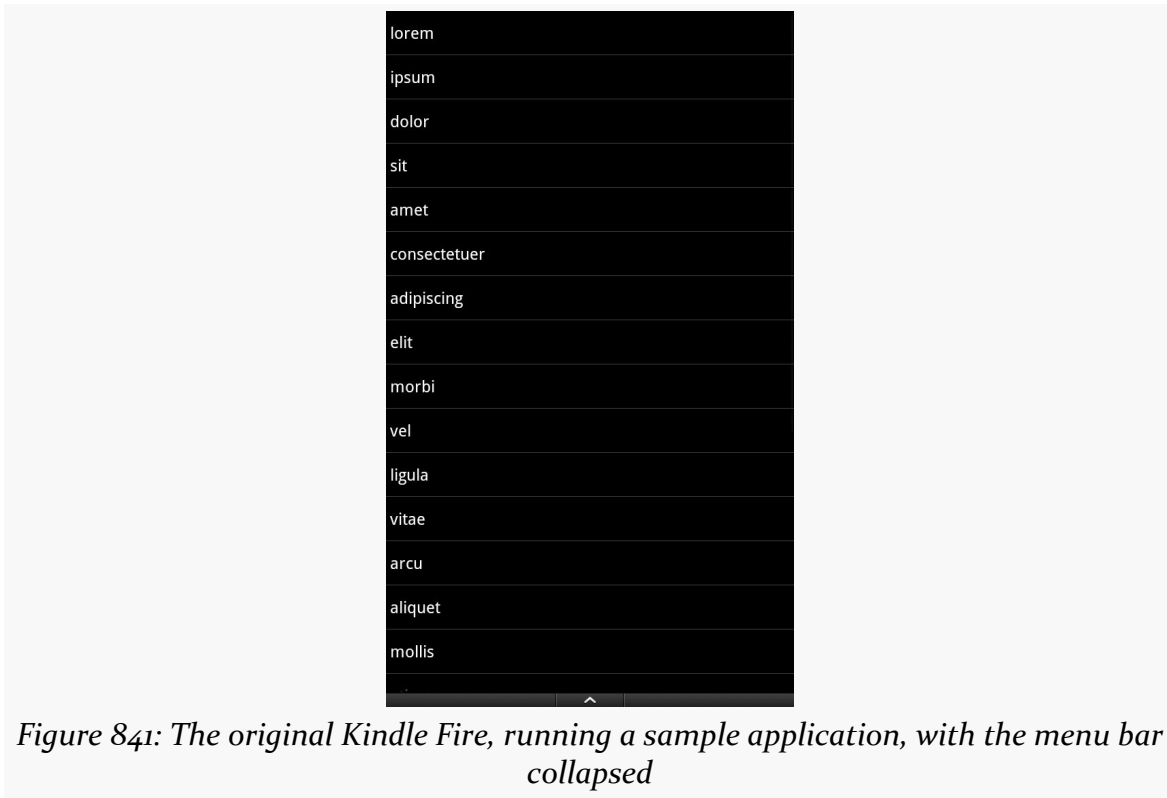 lorem
ipsum
dolor
sit
amet
consectetuer
adipiscing
elit
morbi
vel
ligula
vitae
arcu
aliquet
mollis
Figure 841: The original Kindle Fire, running a sample application, with the menu bar
collapsed